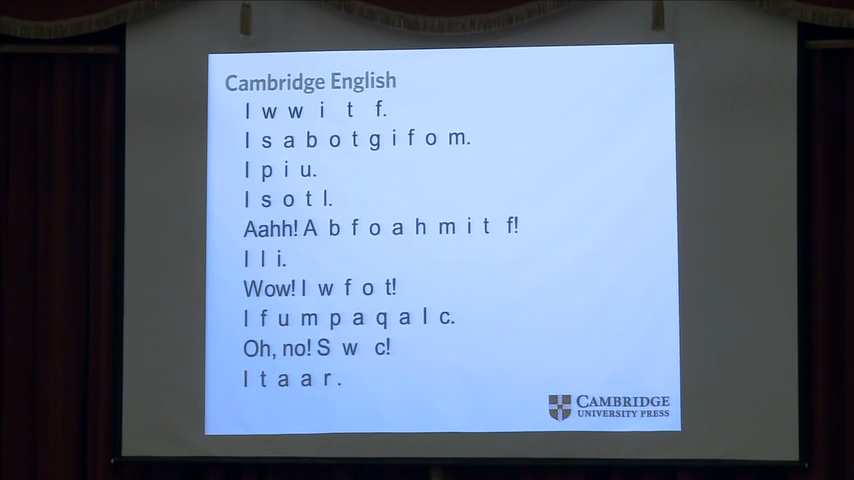 Cambridge English
I w w i t f.
I s a b o t g i f o m.
I p i u.
I s o t l.
Aahh! A b f o a h m i t f!
I l i.
Wow! I w f o t!
I f u m p a q a l c.
Oh, no! S w c!
I t a a r.
CAMBRIDGE
UNIVERSITY PRESS